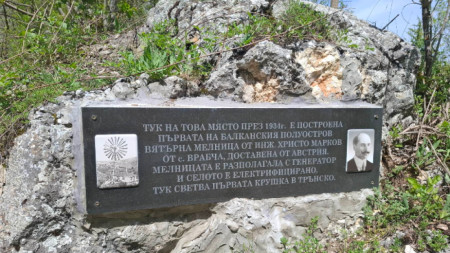 ТУК НА ТОВА МЯСТО ПРЕЗ 1931г. Е ПОСТРОЕНА
ПЪРВАТА НА БАЛКАНСКИЯ ПОЛУОСТРОВ
ВЯТЪРНА МЕЛНИЦА ОТ ИНЖ. ХРИСТО МАРКОВ
ОТ с. ВРАБЧА, ДОСТАВЕНА ОТ АВСТРИЯ.
МЕЛНИЦАТА Е РАЗПОЛАГАЛА С ГЕНЕРАТОР
И СЕЛОТО Е ЕЛЕКТРИФИЦИРАНО.
ТУК СВЕТВА ПЪРВАТА КРУШКА В ТРЪНСКО.